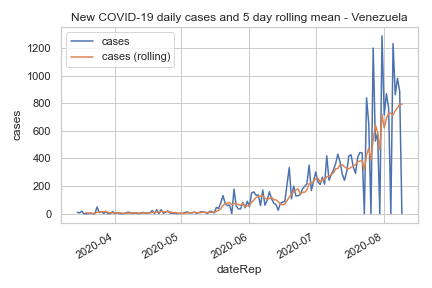 New COVID-19 daily cases and 5 day rolling mean - Venezuela
cases
cases (rolling)
1200
1000
800
600
400
200
0
cases
2020-04
2020-05
2020-06
2020-07
2020-08
dateRep